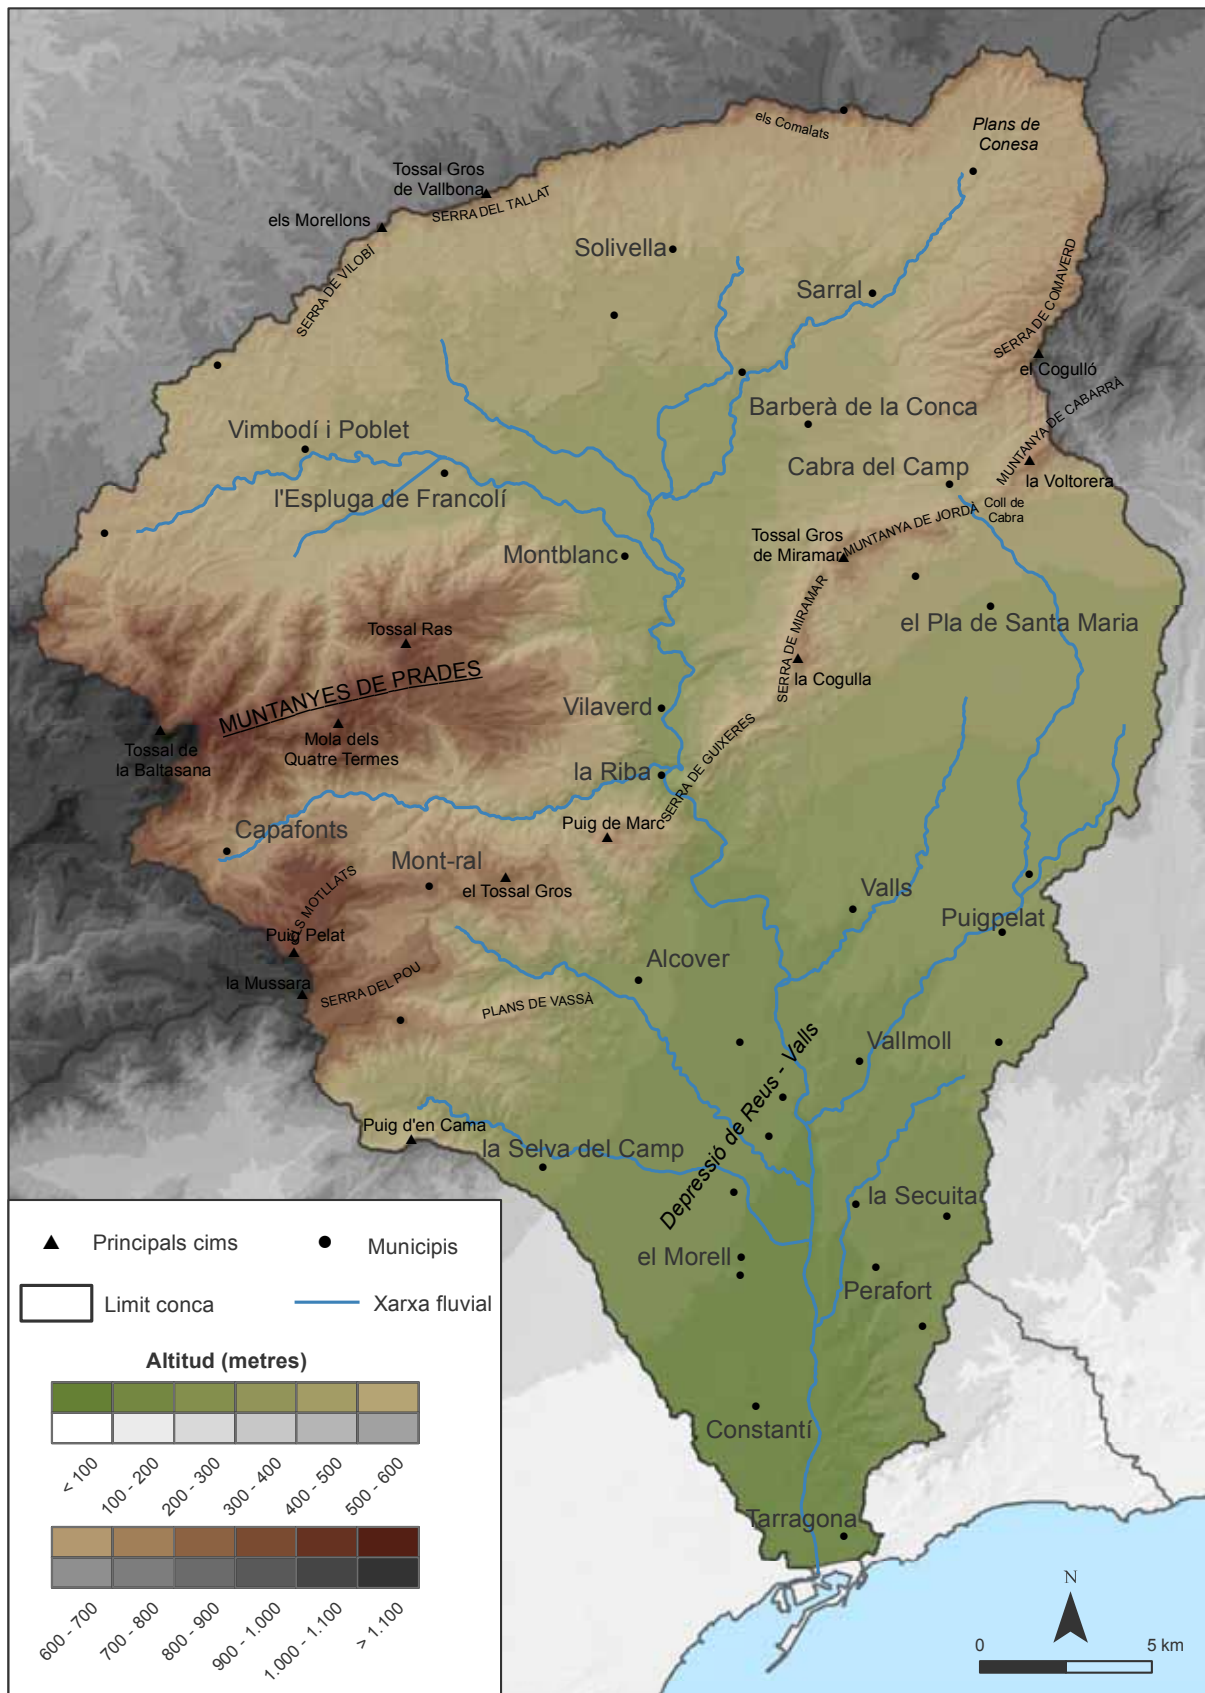 els Comalats
Plans de
Conesa
Tossal Gros
de Vallbona
SERRA DEL TALLAT
els Morellons
SERRA DE VILOBÍ
Solivella
Sarral
SERRA DE COMAVERD
el Cogulló
MUNTANYA DE CABARRÀ
Barberà de la Conca
Vimbodí i Poblet
Cabra del Camp
la Voltorera
l'Espluga de Francolí
Coll de
Cabra
MUNTANYA DE JORDÀ
Tossal Gros
de Miramar
Montblanc
SERRA DE MIRAMAR
el Pla de Santa Maria
Tossal Ras
la Cogulla
MUNTANYES DE PRADES
Vilaverd
Mola dels
Quatre Termes
Tossal de
la Baltasana
la Riba
SERRA DE GUIXERES
Puig de Marc
Capafonts
Mont-ral
el Tossal Gros
Valls
ELS MOTLLATS
Puigpelat
Puig Pelat
Alcover
la Mussara
SERRA DEL POU
PLANS DE VASSÀ
Vallmoll
Depressió de Reus - Valls
Puig d'en Cama
la Selva del Camp
la Secuita
el Morell
Perafort
Constantí
Tarragona
Principals cims
Municipis
Limit conca
Xarxa fluvial
Altitud (metres)
< 100
100 - 200
200 - 300
300 - 400
400 - 500
500 - 600
600 - 700
700 - 800
800 - 900
900 - 1.000
1.000 - 1.100
> 1.100
N
0 5 km